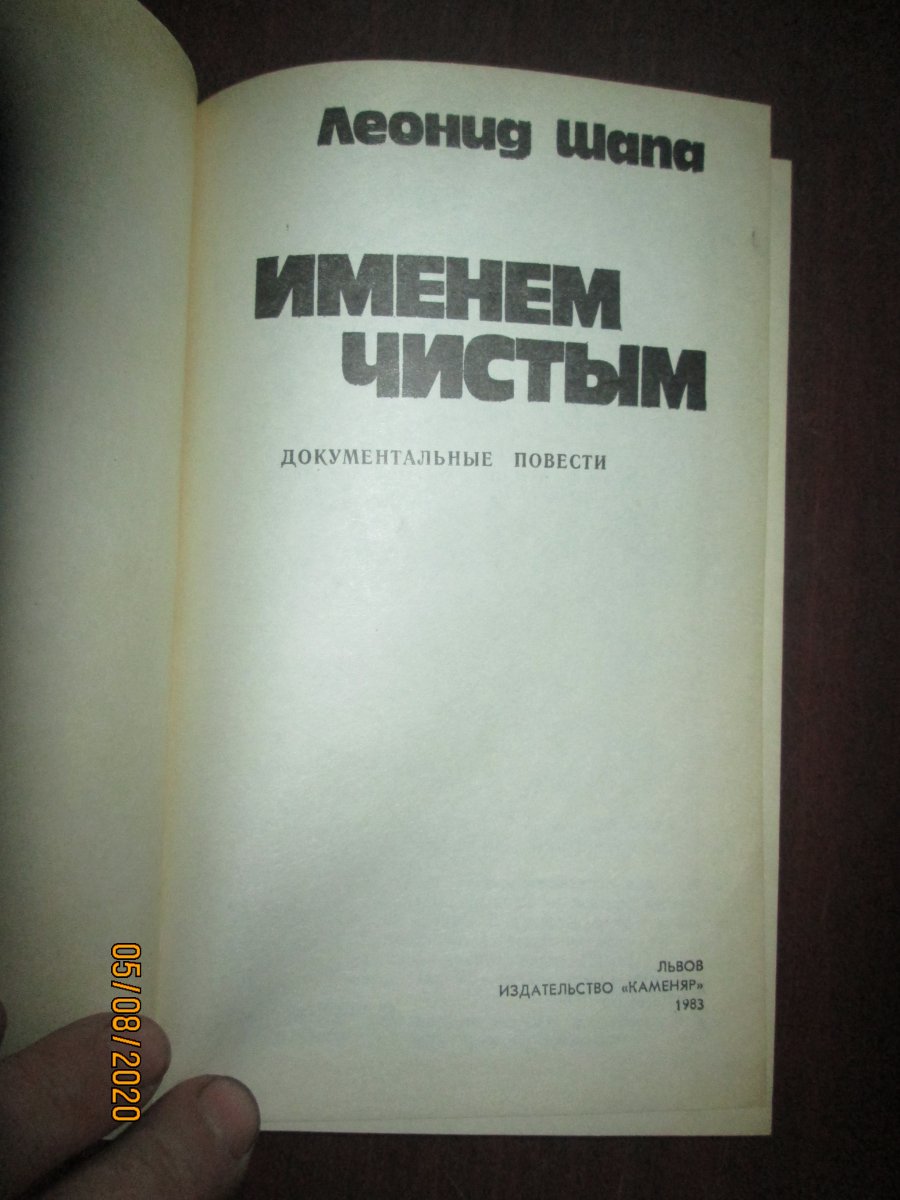 Леонид Шапа
ИМЕНЕМ
ЧИСТЫМ
ДОКУМЕНТАЛЬНЫЕ ПОВЕСТИ
ЛЬВОВ
ИЗДАТЕЛЬСТВО «КАМЕНЯР»
1983
05/08/2020